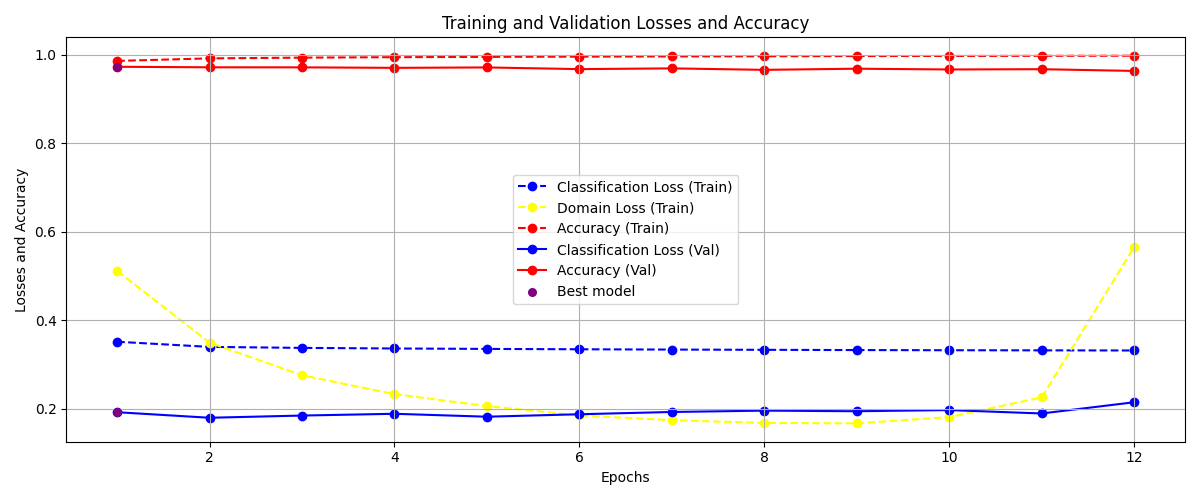 Training and Validation Losses and Accuracy
Losses and Accuracy
1.0
0.8
0.6
0.4
0.2
Classification Loss (Train)
Domain Loss (Train)
Accuracy (Train)
Classification Loss (Val)
Accuracy (Val)
Best model
2 4 6 8 10 12
Epochs